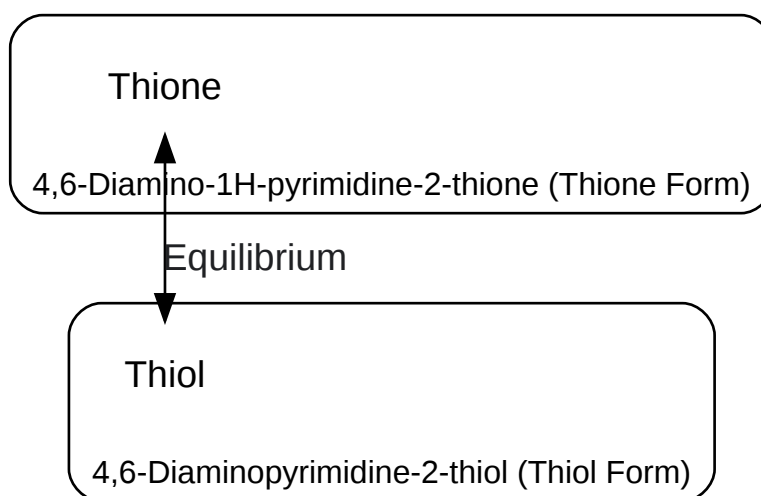 Thione
4,6-Diamino-1H-pyrimidine-2-thione (Thione Form)
Equilibrium
Thiol
4,6-Diaminopyrimidine-2-thiol (Thiol Form)